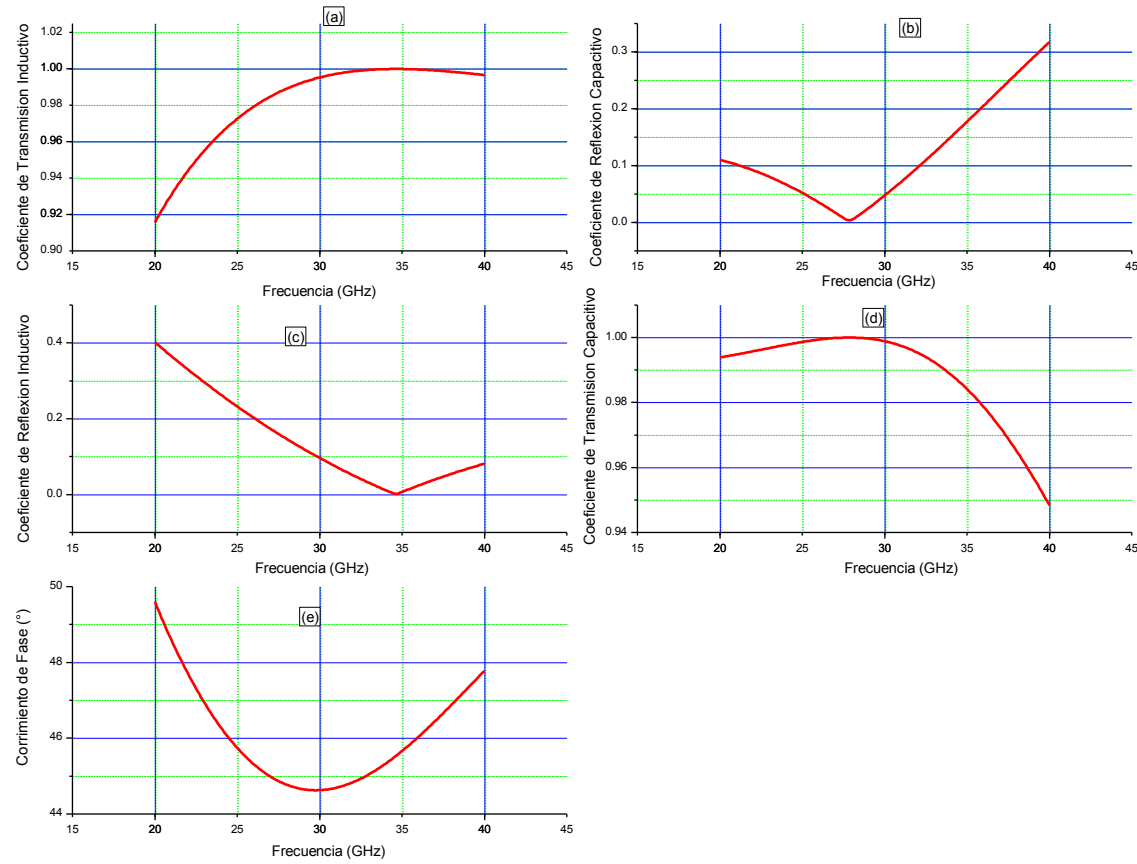 (a)
Coeficiente de Transmision Inductivo
1.02
1.00
0.98
0.96
0.94
0.92
0.90
15 20 25 30 35 40 45
Frecuencia (GHz)
(b)
Coeficiente de Reflexion Capacitivo
0.3
0.2
0.1
0.0
15 20 25 30 35 40 45
Frecuencia (GHz)
(c)
Coeficiente de Reflexion Inductivo
0.4
0.2
0.0
15 20 25 30 35 40 45
Frecuencia (GHz)
(d)
Coeficiente de Transmision Capacitivo
1.00
0.98
0.96
0.94
15 20 25 30 35 40 45
Frecuencia (GHz)
(e)
Corrimiento de Fase (°)
50
48
46
44
15 20 25 30 35 40 45
Frecuencia (GHz)